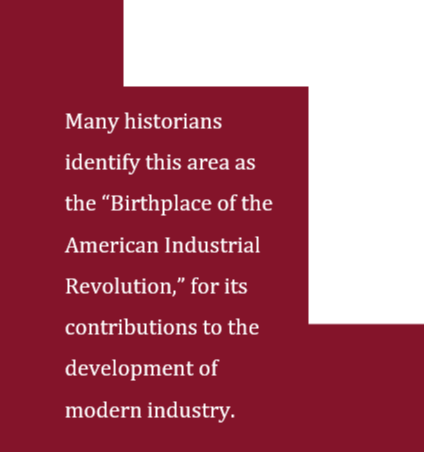 Many historians
identify this area as
the “Birthplace of the
American Industrial
Revolution,” for its
contributions to the
development of
modern industry.